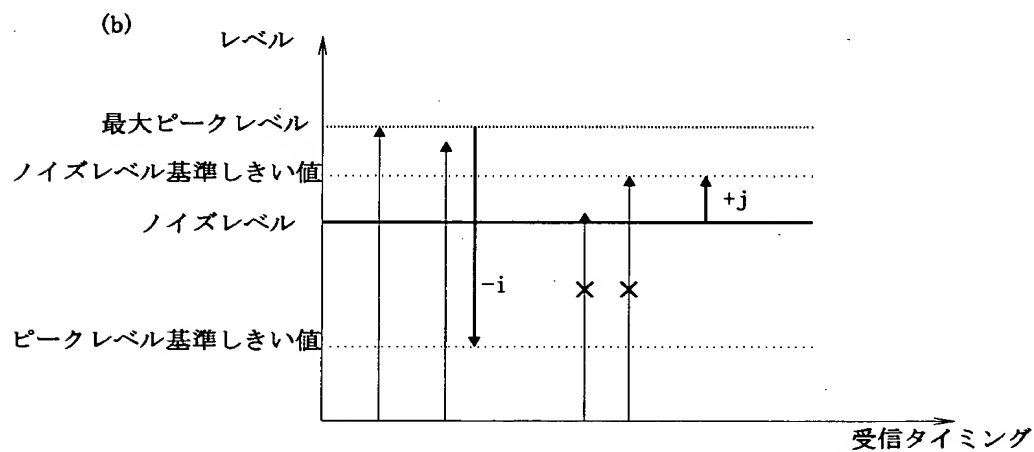 (b)
レベル
最大ピークレベル
ノイズレベル基準しきい値
+j
ノイズレベル
-i
ピークレベル基準しきい値
受信タイミング